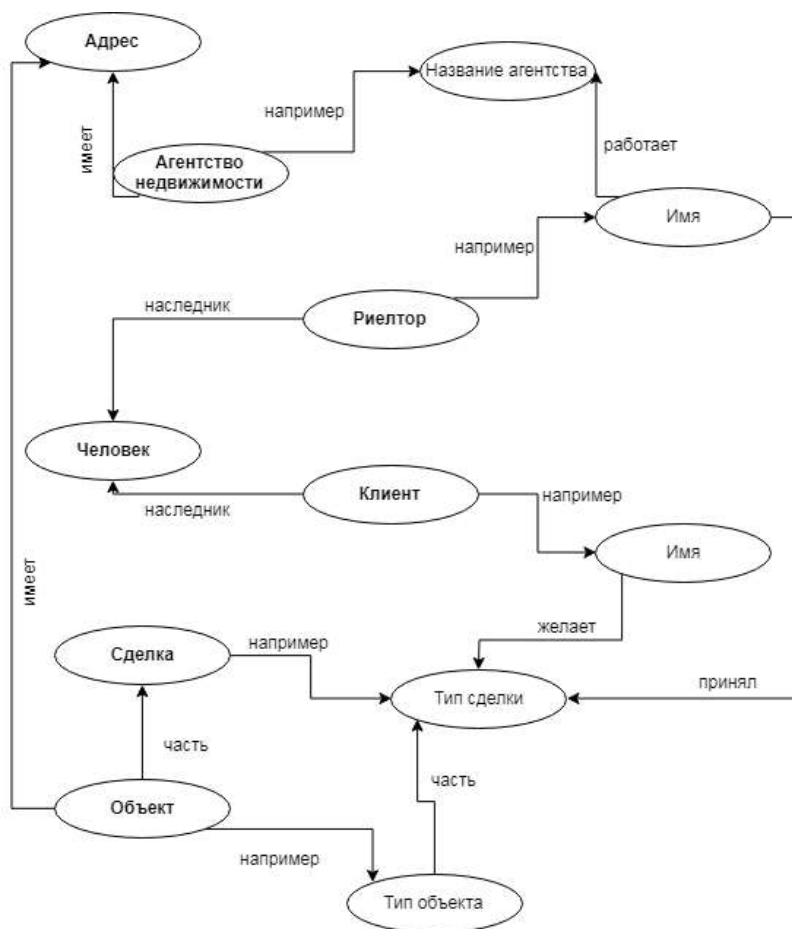 Адрес
Название агентства
например
имеет
работает
Агентство
недвижимости
Имя
например
наследник
Риелтор
Человек
Клиент
например
наследник
Имя
имеет
желает
Сделка
например
Тип сделки
принял
часть
часть
Объект
например
Тип объекта